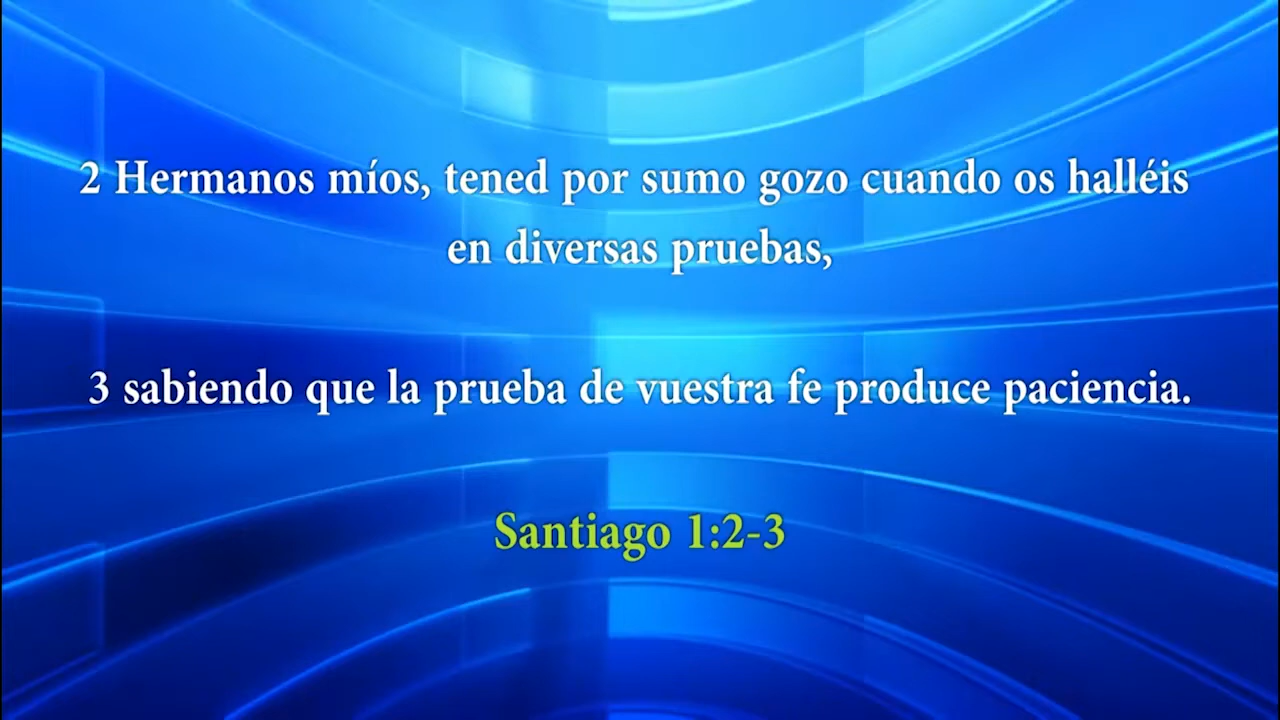 2 Hermanos míos, tened por sumo gozo cuando os halléis
en diversas pruebas,
3 sabiendo que la prueba de vuestra fe produce paciencia.
Santiago 1:2-3